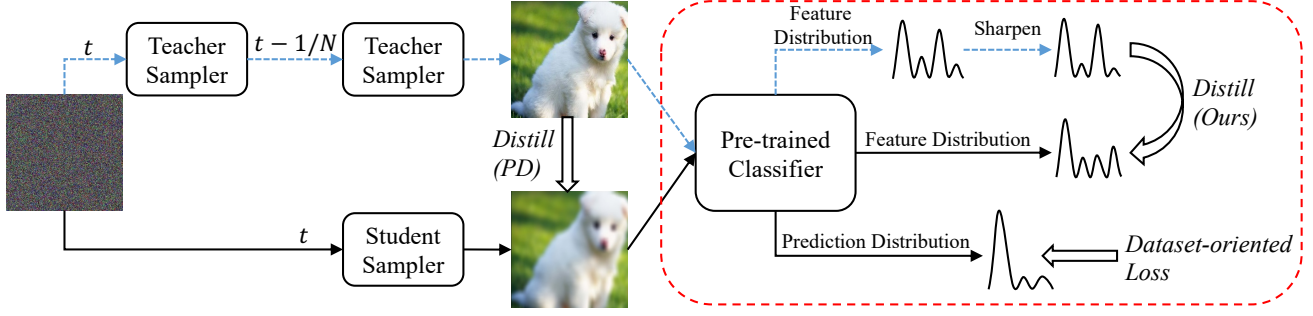 t
Teacher
Sampler
t − 1/N
Teacher
Sampler
Feature
Distribution
Sharpen
Distill
(Ours)
Distill
(PD)
Pre-trained
Classifier
Feature Distribution
t
Student
Sampler
Prediction Distribution
Dataset-oriented
Loss